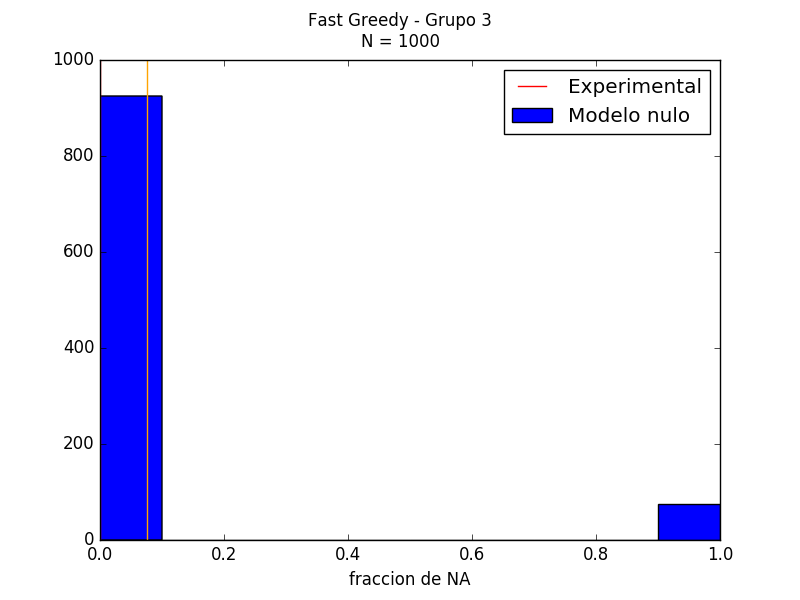 Fast Greedy - Grupo 3
N = 1000
1000
800
600
400
200
0
Experimental
Modelo nulo
0.0 0.2 0.4 0.6 0.8 1.0
fraccion de NA